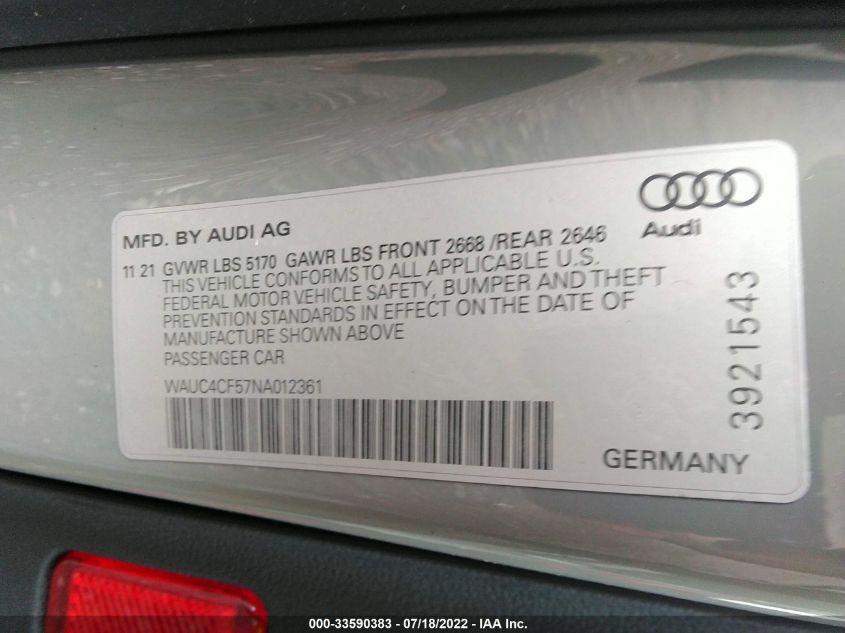 MFD. BY AUDI AG
Audi
11 21 GVWR LBS 5170 GAWR LBS FRONT 2668 /REAR 2646
THIS VEHICLE CONFORMS TO ALL APPLICABLE U.S.
FEDERAL MOTOR VEHICLE SAFETY, BUMPER AND THEFT
PREVENTION STANDARDS IN EFFECT ON THE DATE OF
MANUFACTURE SHOWN ABOVE
PASSENGER CAR
WAUC4CF57NA012361
3921543
GERMANY
000-33590383 - 07/18/2022 - IAA Inc.